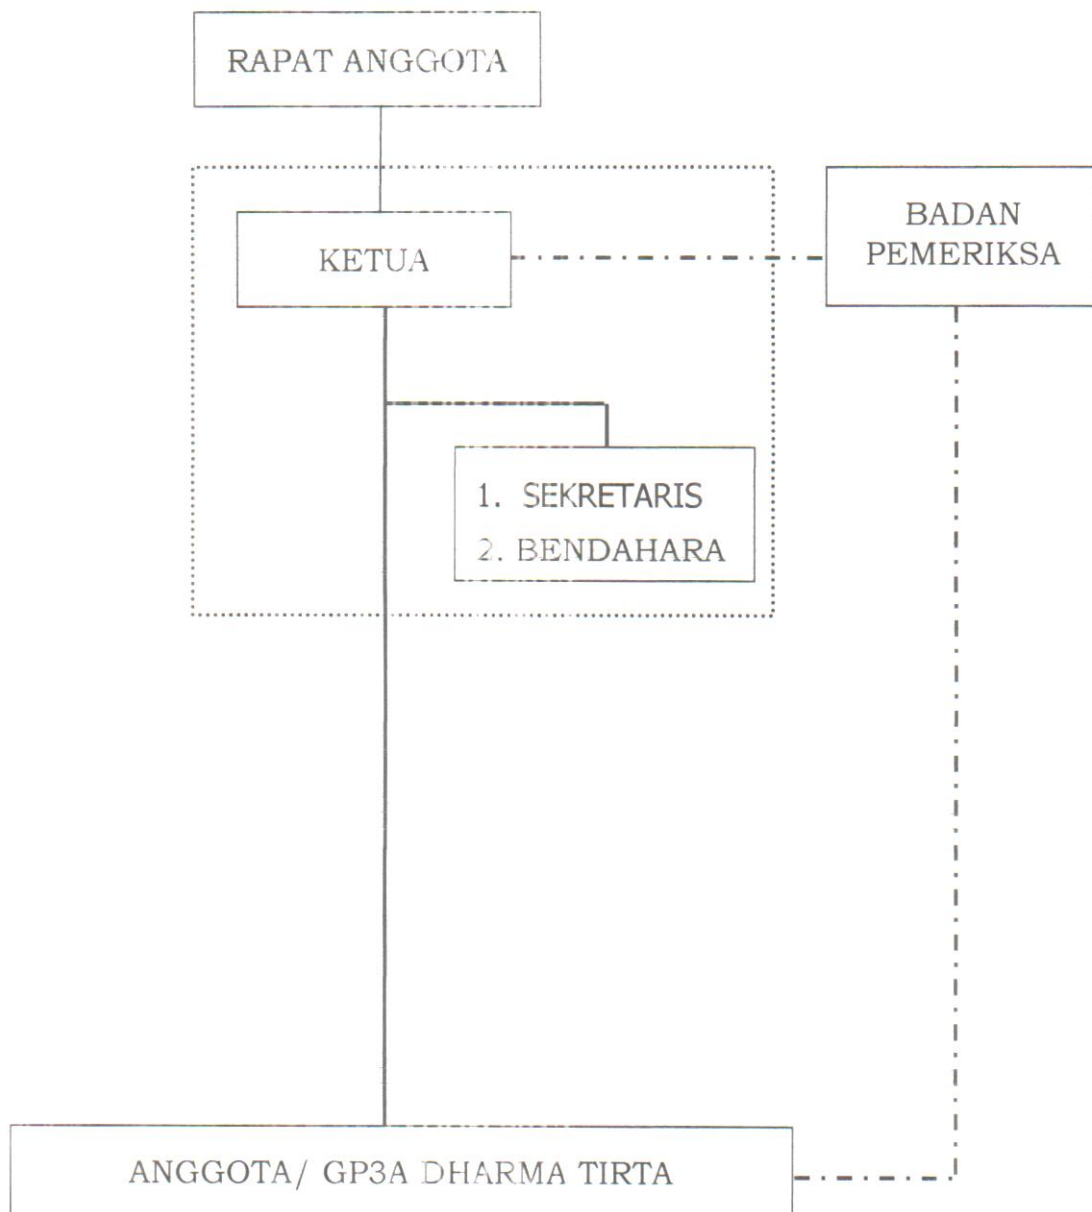 RAPAT ANGGOTA
KETUA
BADAN
PEMERIKSA
1. SEKRETARIS
2. BENDAHARA
ANGGOTA/ GP3A DHARMA TIRTA